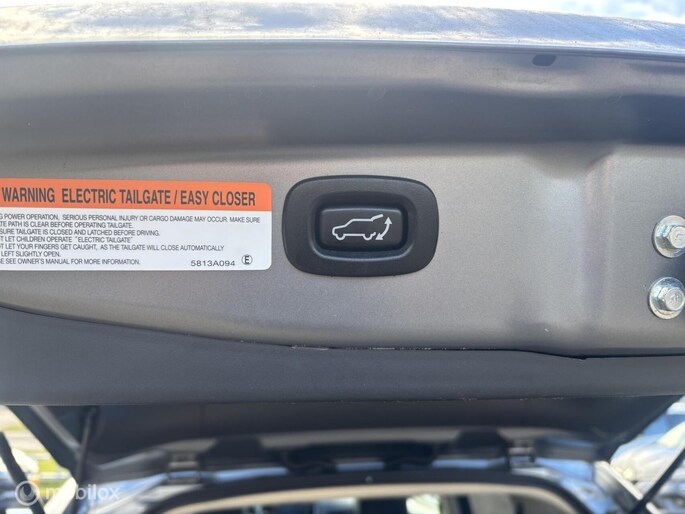 WARNING ELECTRIC TAILGATE / EASY CLOSER
G POWER OPERATION, SERIOUS PERSONAL INJURY OR CARGO DAMAGE MAY OCCUR. MAKE SURE
TE PATH IS CLEAR BEFORE OPERATING TAILGATE.
SURE TAILGATE IS CLOSED AND LATCHED BEFORE DRIVING.
OT LET CHILDREN OPERATE "ELECTRIC TAILGATE"
OT LET YOUR FINGERS GET CAUGHT, AS THE TAILGATE WILL CLOSE AUTOMATICALLY
LEFT SLIGHTLY OPEN.
SE SEE OWNER'S MANUAL FOR MORE INFORMATION. 5813A094 E
mobilox